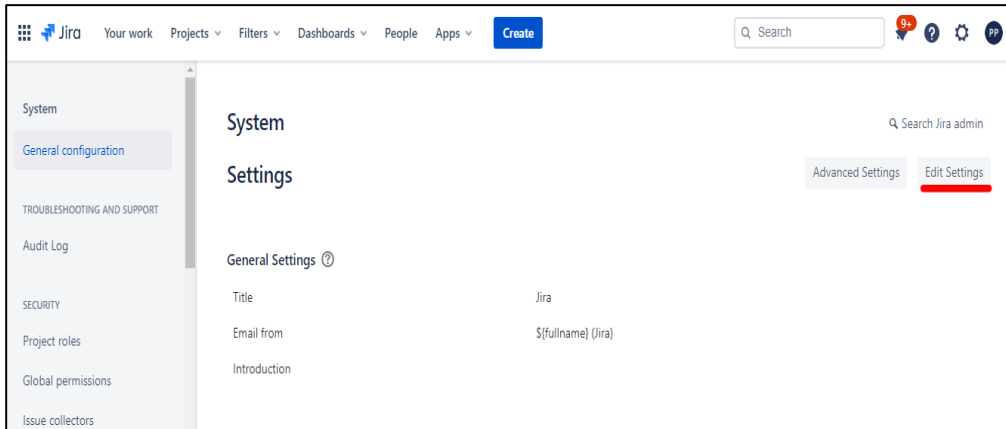 Jira Your work Projects Filters Dashboards People Apps Create Search 9+ ? PP
System
General configuration
TROUBLESHOOTING AND SUPPORT
Audit Log
SECURITY
Project roles
Global permissions
Issue collectors
System
Search Jira admin
Settings
Advanced Settings Edit Settings
General Settings ?
Title Jira
Email from ${fullname} (Jira)
Introduction